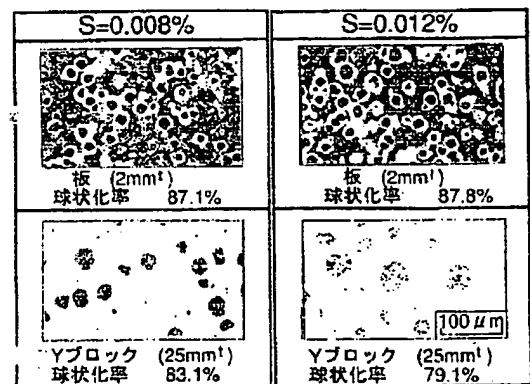 S=0.008%
S=0.012%
板 (2mmᵗ)
球状化率 87.1%
板 (2mmᵗ)
球状化率 87.8%
100μm
Yブロック (25mmᵗ)
球状化率 83.1%
Yブロック (25mmᵗ)
球状化率 79.1%